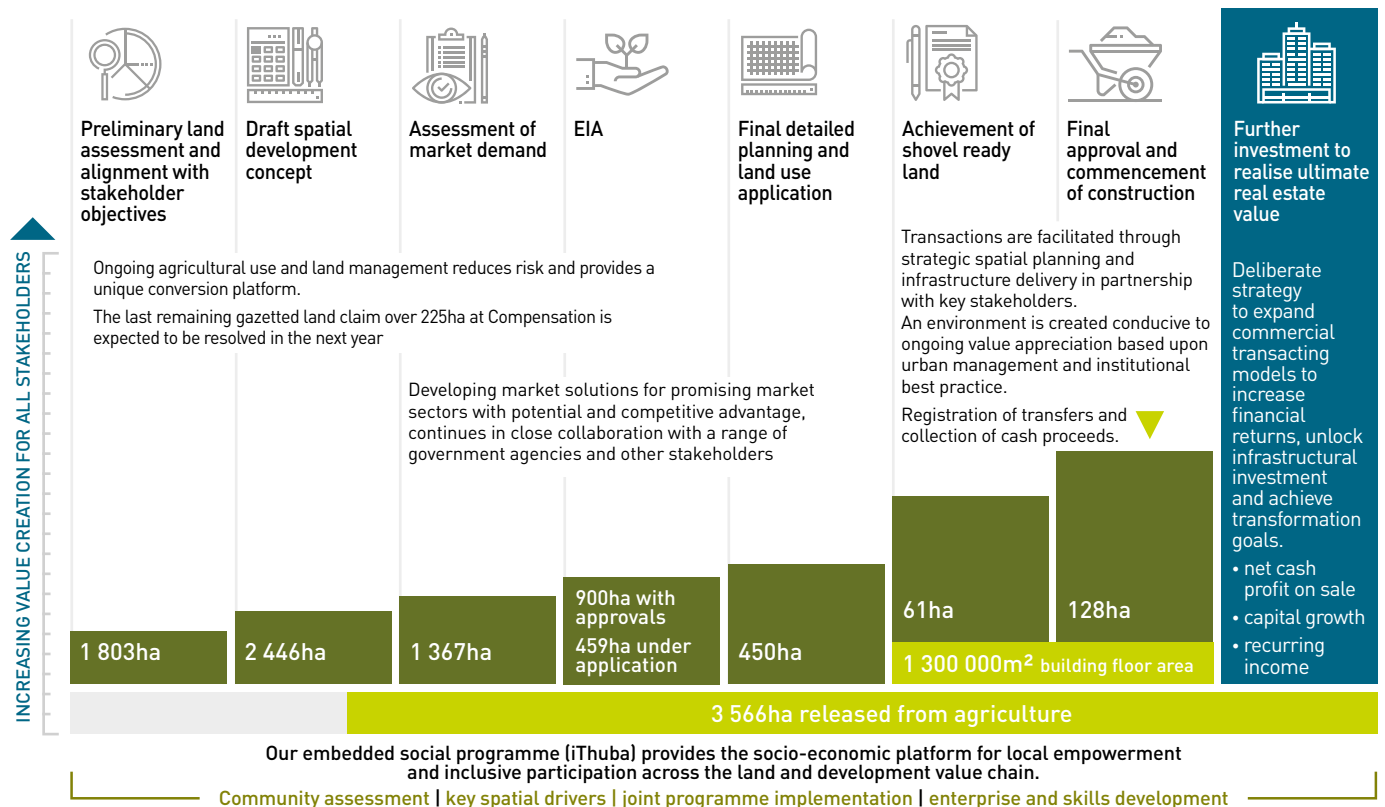 Preliminary land
assessment and
alignment with
stakeholder
objectives
Draft spatial
development
concept
Assessment of
market demand
EIA
Final detailed
planning and
land use
application
Achievement of
shovel ready
land
Final
approval and
commencement
of construction
Further
investment to
realise ultimate
real estate
value
INCREASING VALUE CREATION FOR ALL STAKEHOLDERS
Ongoing agricultural use and land management reduces risk and provides a
unique conversion platform.
The last remaining gazetted land claim over 225ha at Compensation is
expected to be resolved in the next year
Developing market solutions for promising market
sectors with potential and competitive advantage,
continues in close collaboration with a range of
government agencies and other stakeholders
Transactions are facilitated through
strategic spatial planning and
infrastructure delivery in partnership
with key stakeholders.
An environment is created conducive to
ongoing value appreciation based upon
urban management and institutional
best practice.
Registration of transfers and
collection of cash proceeds.
Deliberate
strategy
to expand
commercial
transacting
models to
increase
financial
returns, unlock
infrastructural
investment
and achieve
transformation
goals.
• net cash
profit on sale
• capital growth
• recurring
income
1 803ha
2 446ha
1 367ha
900ha with
approvals
459ha under
application
450ha
61ha
128ha
1 300 000m² building floor area
3 566ha released from agriculture
Our embedded social programme (iThuba) provides the socio-economic platform for local empowerment
and inclusive participation across the land and development value chain.
Community assessment | key spatial drivers | joint programme implementation | enterprise and skills development